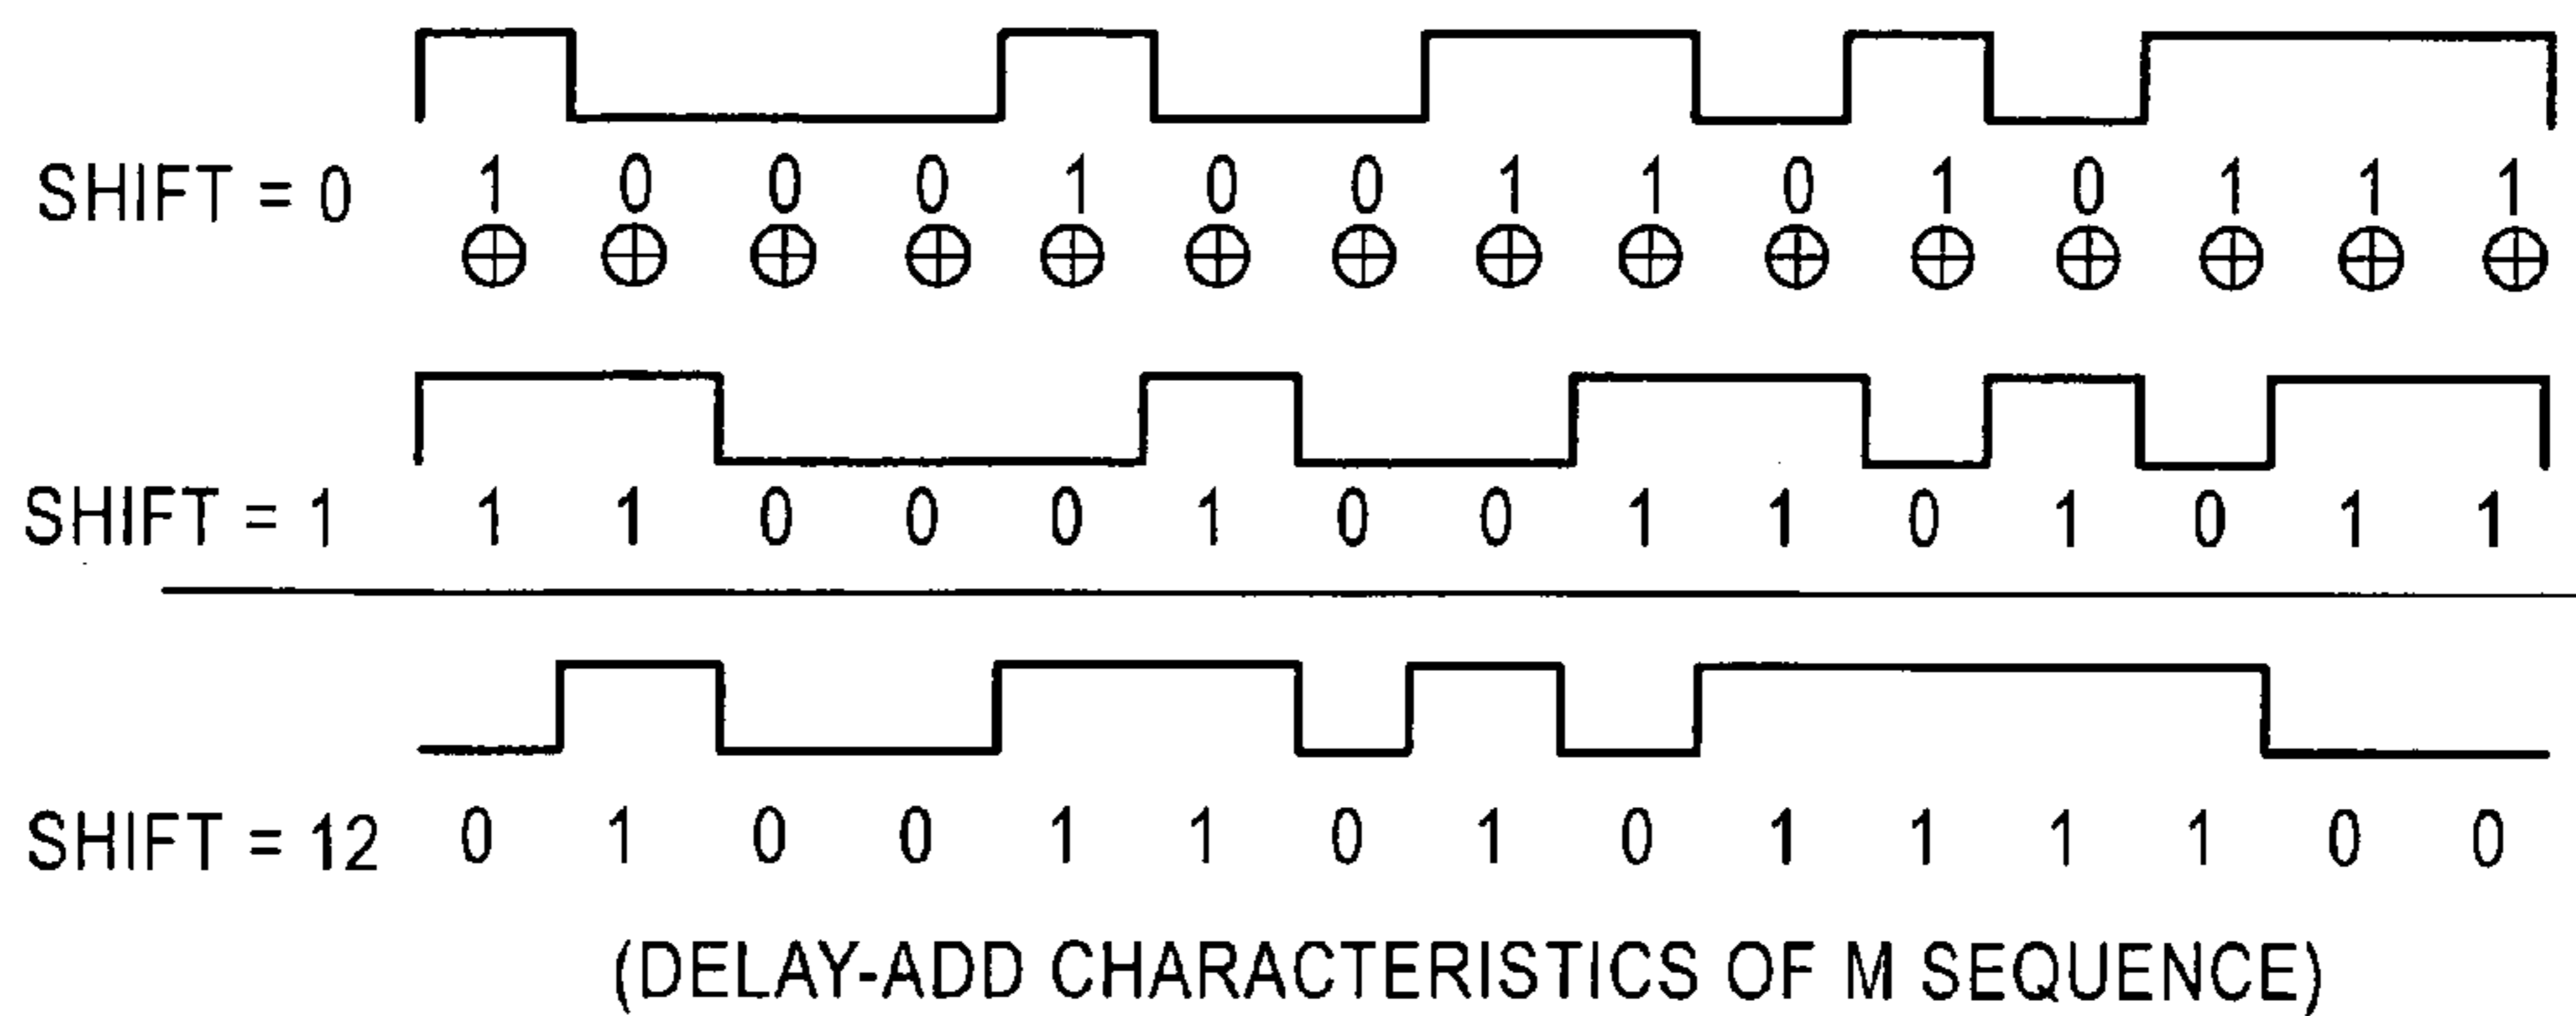 SHIFT = 0 1 0 0 0 1 0 0 1 1 0 1 0 1 1 1
⊕ ⊕ ⊕ ⊕ ⊕ ⊕ ⊕ ⊕ ⊕ ⊕ ⊕ ⊕ ⊕ ⊕ ⊕
SHIFT = 1 1 1 0 0 0 1 0 0 1 1 0 1 0 1 1
SHIFT = 12 0 1 0 0 1 1 0 1 0 1 1 1 1 0 0
(DELAY-ADD CHARACTERISTICS OF M SEQUENCE)